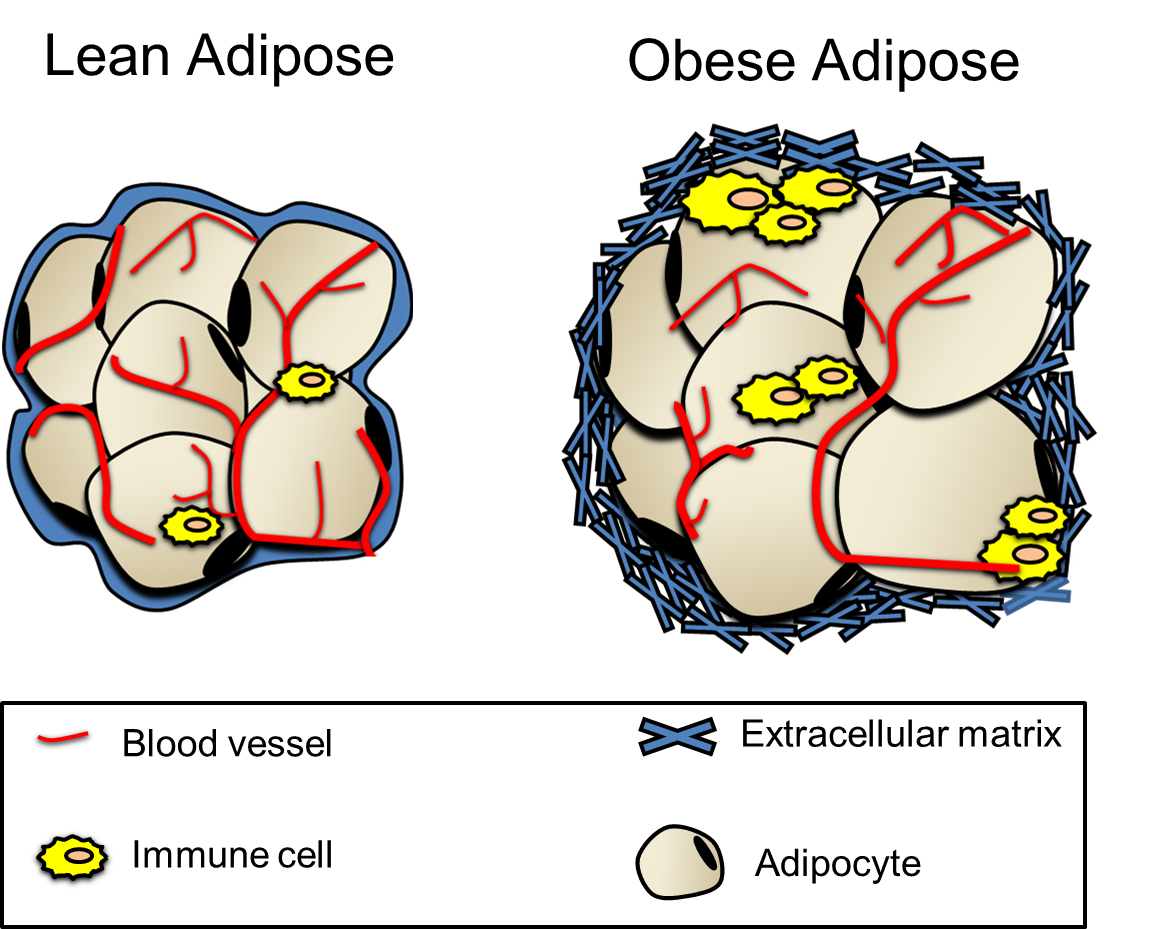 Lean Adipose
Obese Adipose
Blood vessel
Extracellular matrix
Immune cell
Adipocyte